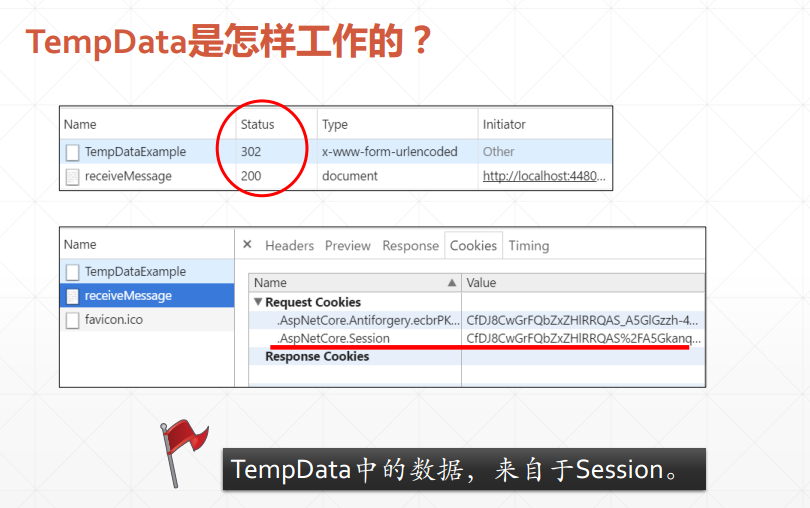 TempData是怎样工作的？
Name Status Type Initiator
TempDataExample 302 x-www-form-urlencoded Other
receiveMessage 200 document http://localhost:4480...
Name × Headers Preview Response Cookies Timing
TempDataExample Name ▲ Value
receiveMessage ▼ Request Cookies
favicon.ico .AspNetCore.Antiforgery.ecbrPK... CfDJ8CwGrFQbZxZHlRRQAS_A5GlGzzh-4...
.AspNetCore.Session CfDJ8CwGrFQbZxZHlRRQAS%2FA5Gkanq...
Response Cookies
TempData中的数据，来自于Session。